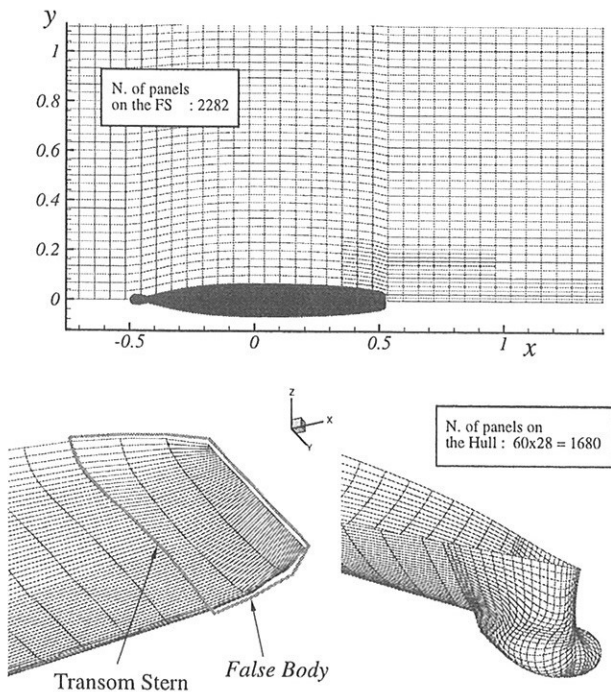 y
1
N. of panels
on the FS : 2282
0.8
0.6
0.4
0.2
0
-0.5 0 0.5 1 x
Z
X
Y
N. of panels on
the Hull : 60x28 = 1680
Transom Stern
False Body